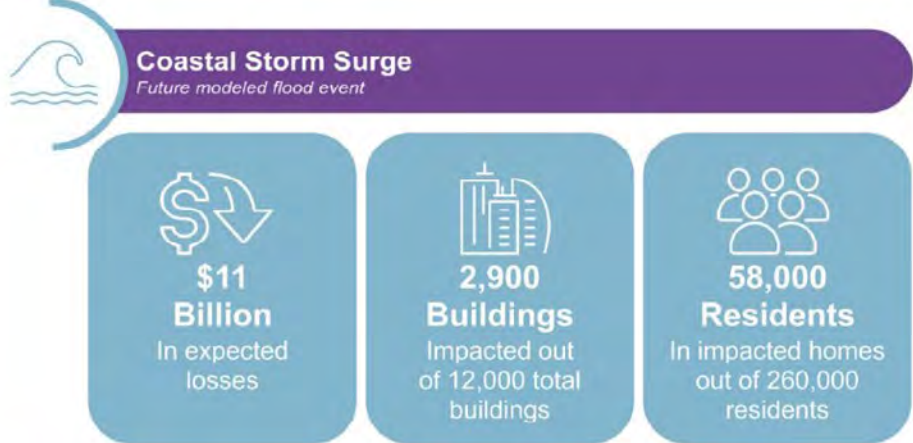 Coastal Storm Surge
Future modeled flood event
$11
Billion
In expected
losses
2,900
Buildings
Impacted out
of 12,000 total
buildings
58,000
Residents
In impacted homes
out of 260,000
residents